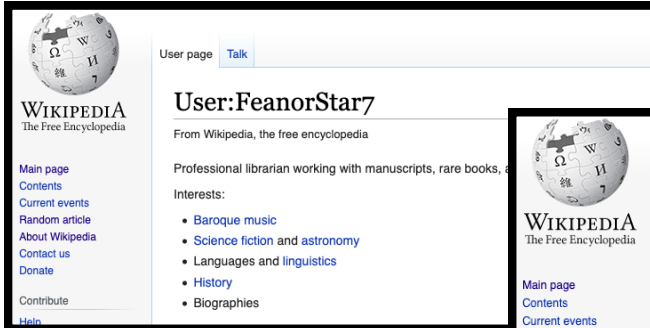 User page Talk
WIKIPEDIA
The Free Encyclopedia
Main page
Contents
Current events
Random article
About Wikipedia
Contact us
Donate
Contribute
Help
User:FeanorStar7
From Wikipedia, the free encyclopedia
Professional librarian working with manuscripts, rare books,
Interests:
• Baroque music
• Science fiction and astronomy
• Languages and linguistics
• History
• Biographies
WIKIPEDIA
The Free Encyclopedia
Main page
Contents
Current events